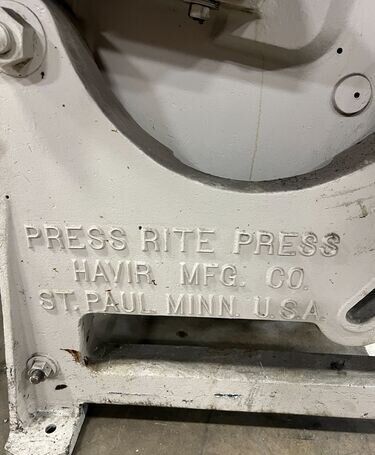 PRESS RITE PRESS
HAVIR MFG. CO.
ST. PAUL MINN. U.S.A.